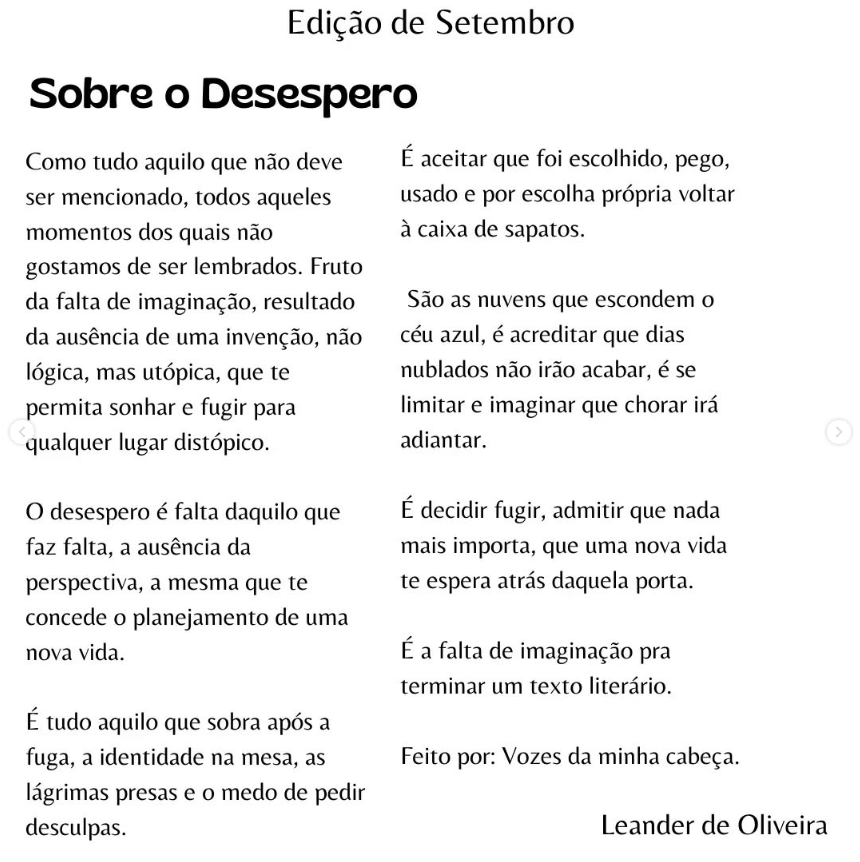 Edição de Setembro
Sobre o Desespero
Como tudo aquilo que não deve
ser mencionado, todos aqueles
momentos dos quais não
gostamos de ser lembrados. Fruto
da falta de imaginação, resultado
da ausência de uma invenção, não
lógica, mas utópica, que te
permita sonhar e fugir para
qualquer lugar distópico.
O desespero é falta daquilo que
faz falta, a ausência da
perspectiva, a mesma que te
concede o planejamento de uma
nova vida.
É tudo aquilo que sobra após a
fuga, a identidade na mesa, as
lágrimas presas e o medo de pedir
desculpas.
É aceitar que foi escolhido, pego,
usado e por escolha própria voltar
à caixa de sapatos.
São as nuvens que escondem o
céu azul, é acreditar que dias
nublados não irão acabar, é se
limitar e imaginar que chorar irá
adiantar.
É decidir fugir, admitir que nada
mais importa, que uma nova vida
te espera atrás daquela porta.
É a falta de imaginação pra
terminar um texto literário.
Feito por: Vozes da minha cabeça.
Leander de Oliveira